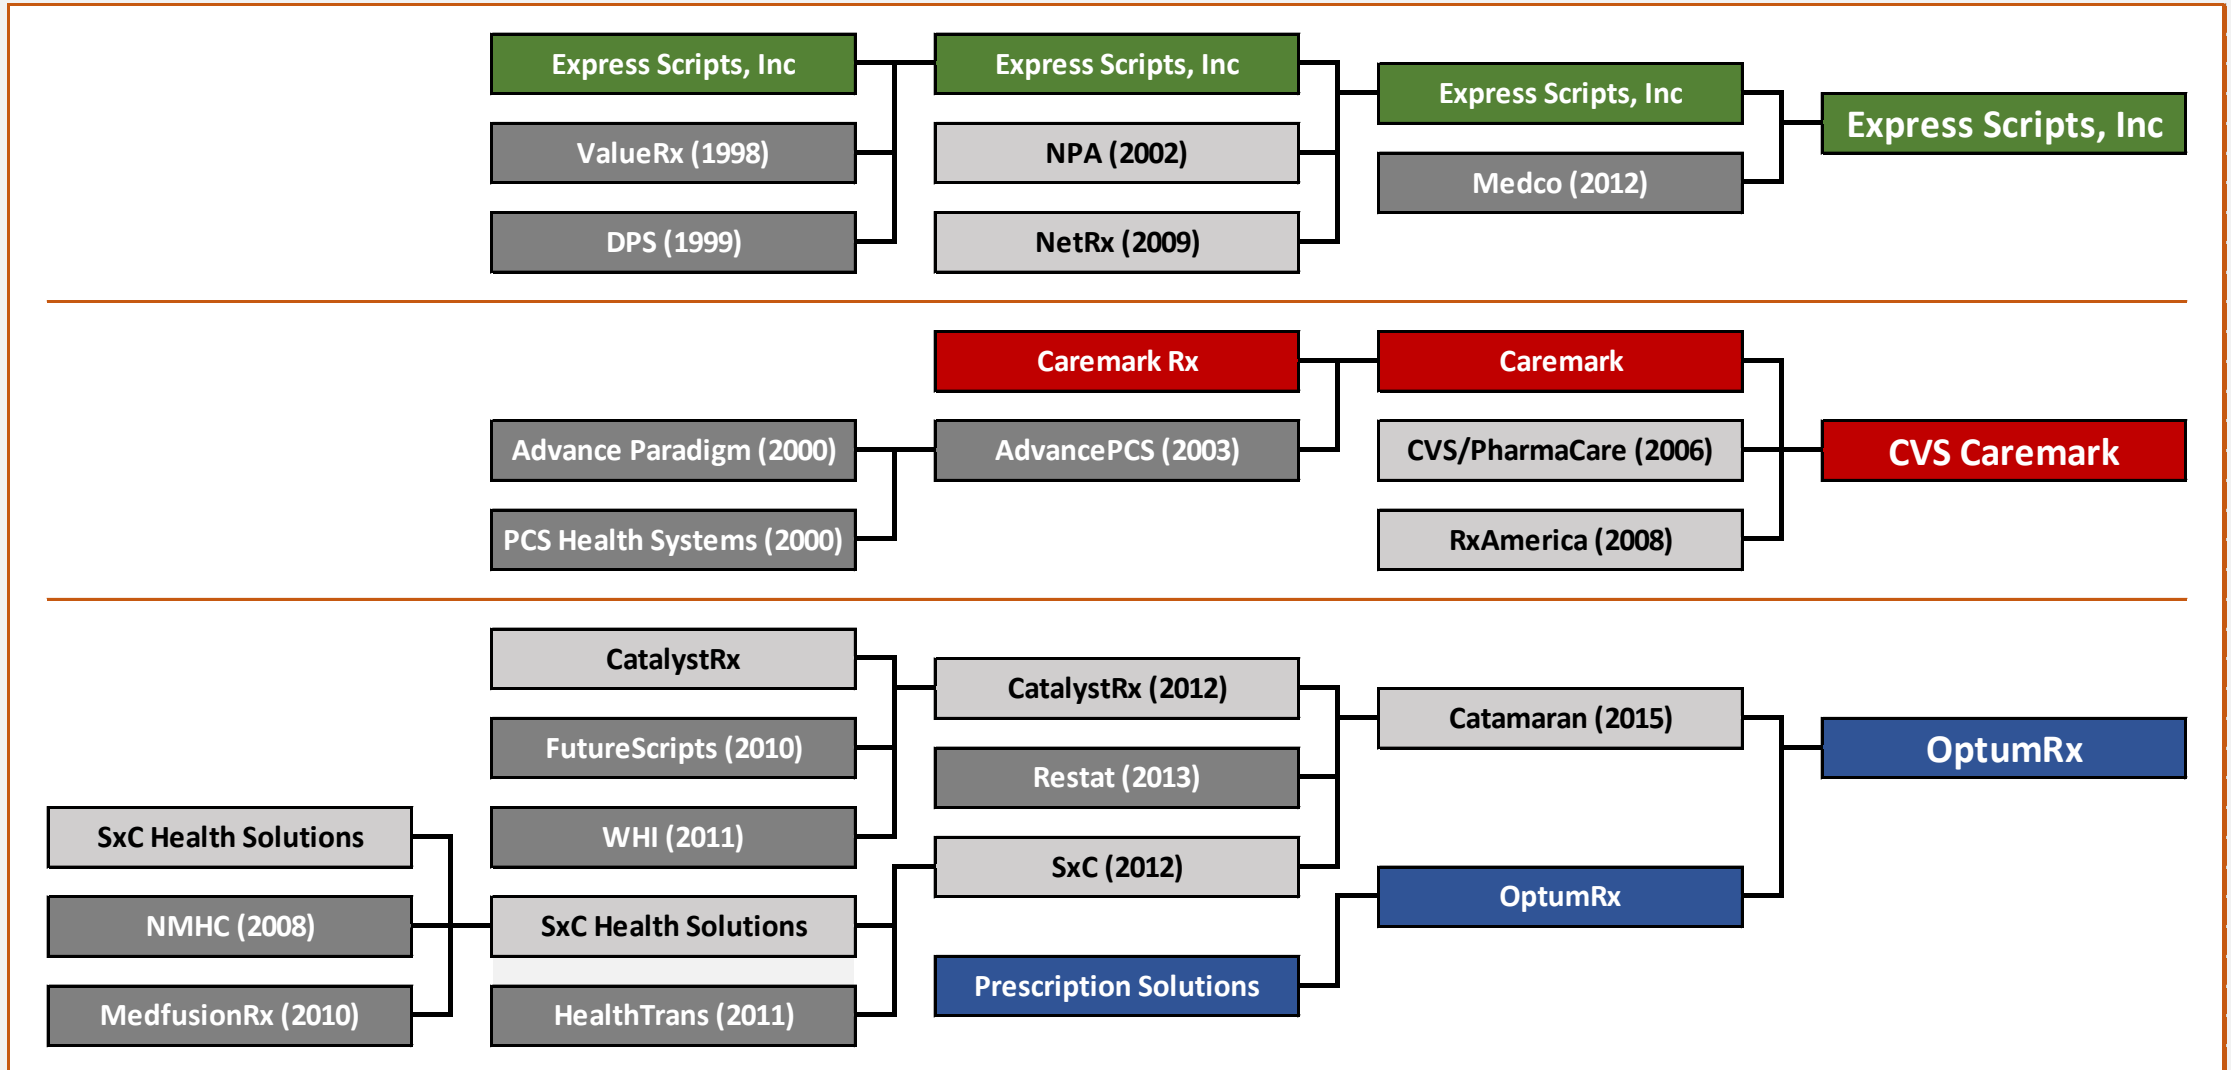 Express Scripts, Inc
Express Scripts, Inc
Express Scripts, Inc
Express Scripts, Inc
ValueRx (1998)
NPA (2002)
Medco (2012)
DPS (1999)
NetRx (2009)
Caremark Rx
Caremark
Advance Paradigm (2000)
AdvancePCS (2003)
CVS/PharmaCare (2006)
CVS Caremark
PCS Health Systems (2000)
RxAmerica (2008)
CatalystRx
CatalystRx (2012)
Catamaran (2015)
FutureScripts (2010)
OptumRx
Restat (2013)
SxC Health Solutions
WHI (2011)
SxC (2012)
OptumRx
NMHC (2008)
SxC Health Solutions
Prescription Solutions
MedfusionRx (2010)
HealthTrans (2011)